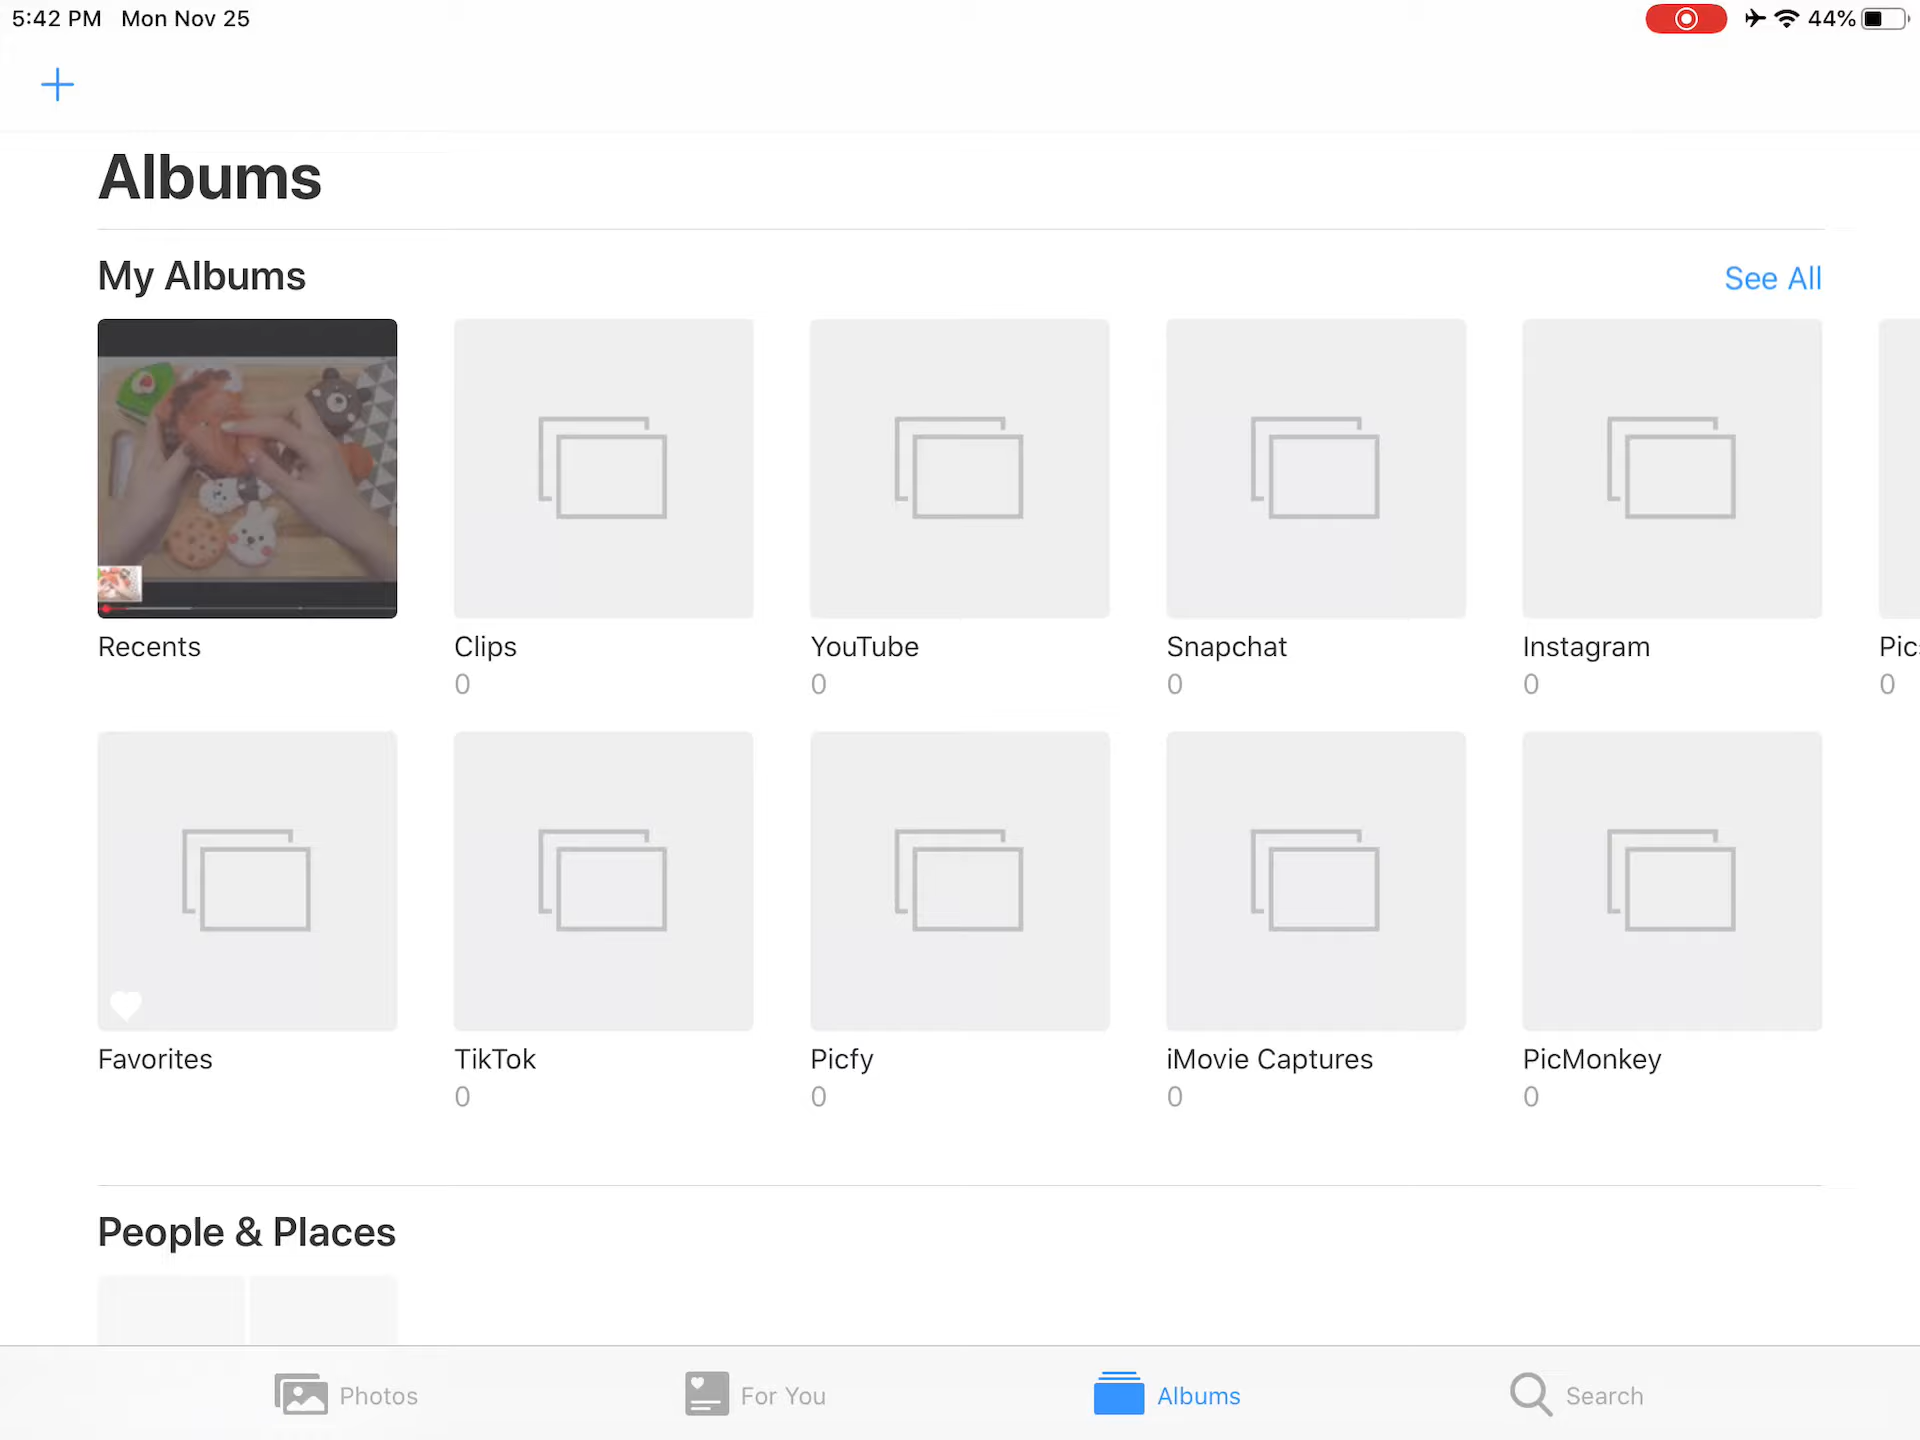 5:42 PM Mon Nov 25
44%
Albums
My Albums
See All
Recents
Clips
0
YouTube
0
Snapchat
0
Instagram
0
Pic
0
Favorites
TikTok
0
Picfy
0
iMovie Captures
0
PicMonkey
0
People & Places
Photos
For You
Albums
Search